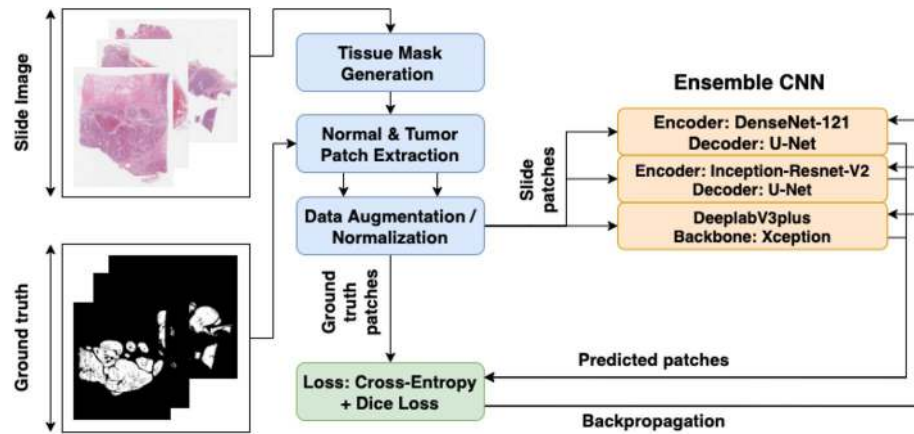 Slide Image
Tissue Mask
Generation
Normal & Tumor
Patch Extraction
Data Augmentation /
Normalization
Slide
patches
Ensemble CNN
Encoder: DenseNet-121
Decoder: U-Net
Encoder: Inception-Resnet-V2
Decoder: U-Net
DeeplabV3plus
Backbone: Xception
Ground truth
Ground
truth
patches
Predicted patches
Loss: Cross-Entropy
+ Dice Loss
Backpropagation